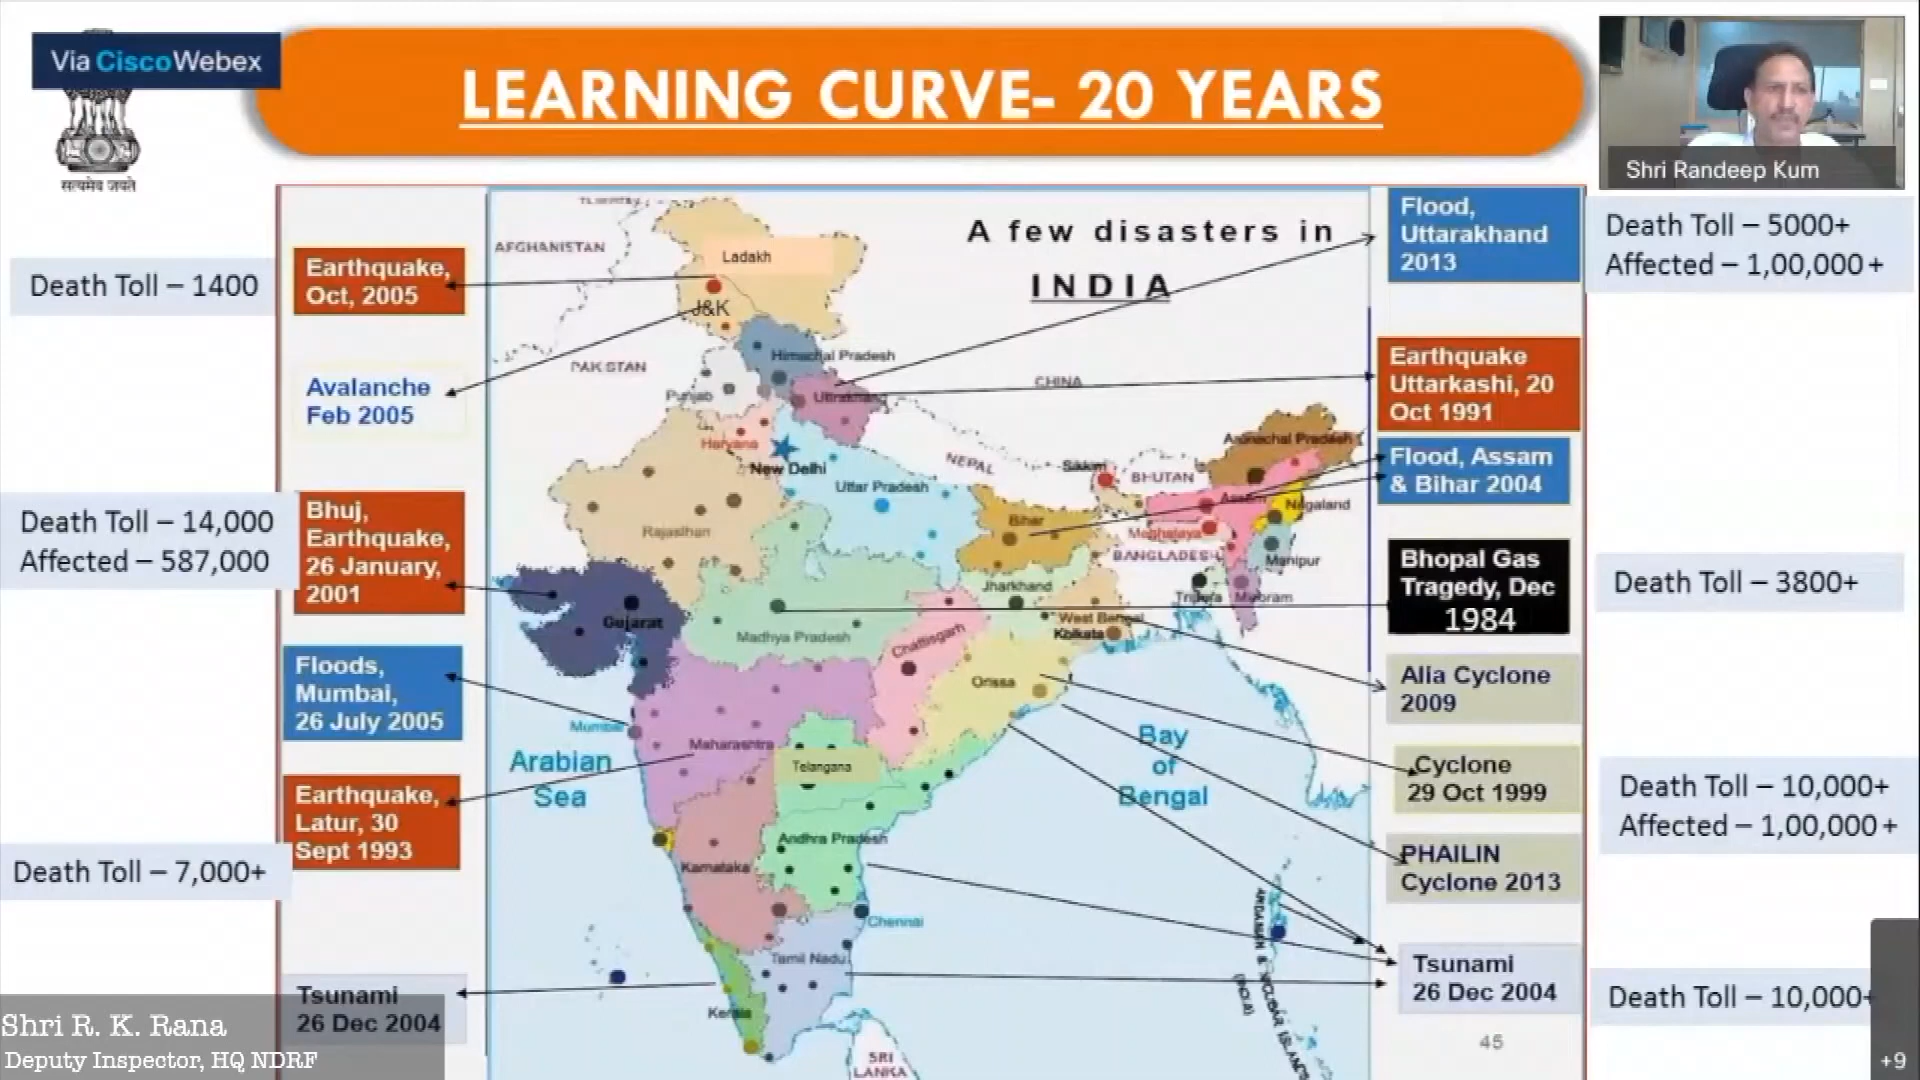 Via CiscoWebex
सत्यमेव जयते
LEARNING CURVE- 20 YEARS
Shri Randeep Kum
A few disasters in
INDIA
Death Toll – 1400
Earthquake,
Oct, 2005
Avalanche
Feb 2005
Death Toll – 14,000
Affected – 587,000
Bhuj,
Earthquake,
26 January,
2001
Floods,
Mumbai,
26 July 2005
Earthquake,
Latur, 30
Sept 1993
Death Toll – 7,000+
Tsunami
26 Dec 2004
Shri R. K. Rana
Deputy Inspector, HQ NDRF
AFGHANISTAN
Ladakh
J&K
PAKISTAN
Himachal Pradesh
CHINA
Punjab
Uttrakhand
Haryana
New Delhi
NEPAL
Sikkim
BHUTAN
Arunachal Pradesh
Uttar Pradesh
Rajasthan
Bihar
Assam
Nagaland
Meghalaya
BANGLADESH
Manipur
Jharkhand
Tripura
Mizoram
Gujarat
Madhya Pradesh
West Bengal
Kolkata
Chattisgarh
Orissa
Mumbai
Maharashtra
Telangana
Arabian
Sea
Bay
of
Bengal
Andhra Pradesh
Karnataka
Chennai
Tamil Nadu
Kerala
SRI
LANKA
ANDAMAN & NICOBAR ISLANDS
(INDIA)
Flood,
Uttarakhand
2013
Death Toll – 5000+
Affected – 1,00,000+
Earthquake
Uttarkashi, 20
Oct 1991
Flood, Assam
& Bihar 2004
Bhopal Gas
Tragedy, Dec
1984
Death Toll – 3800+
Alia Cyclone
2009
Cyclone
29 Oct 1999
Death Toll – 10,000+
Affected – 1,00,000+
PHAILIN
Cyclone 2013
Tsunami
26 Dec 2004
Death Toll – 10,000+
45
+9